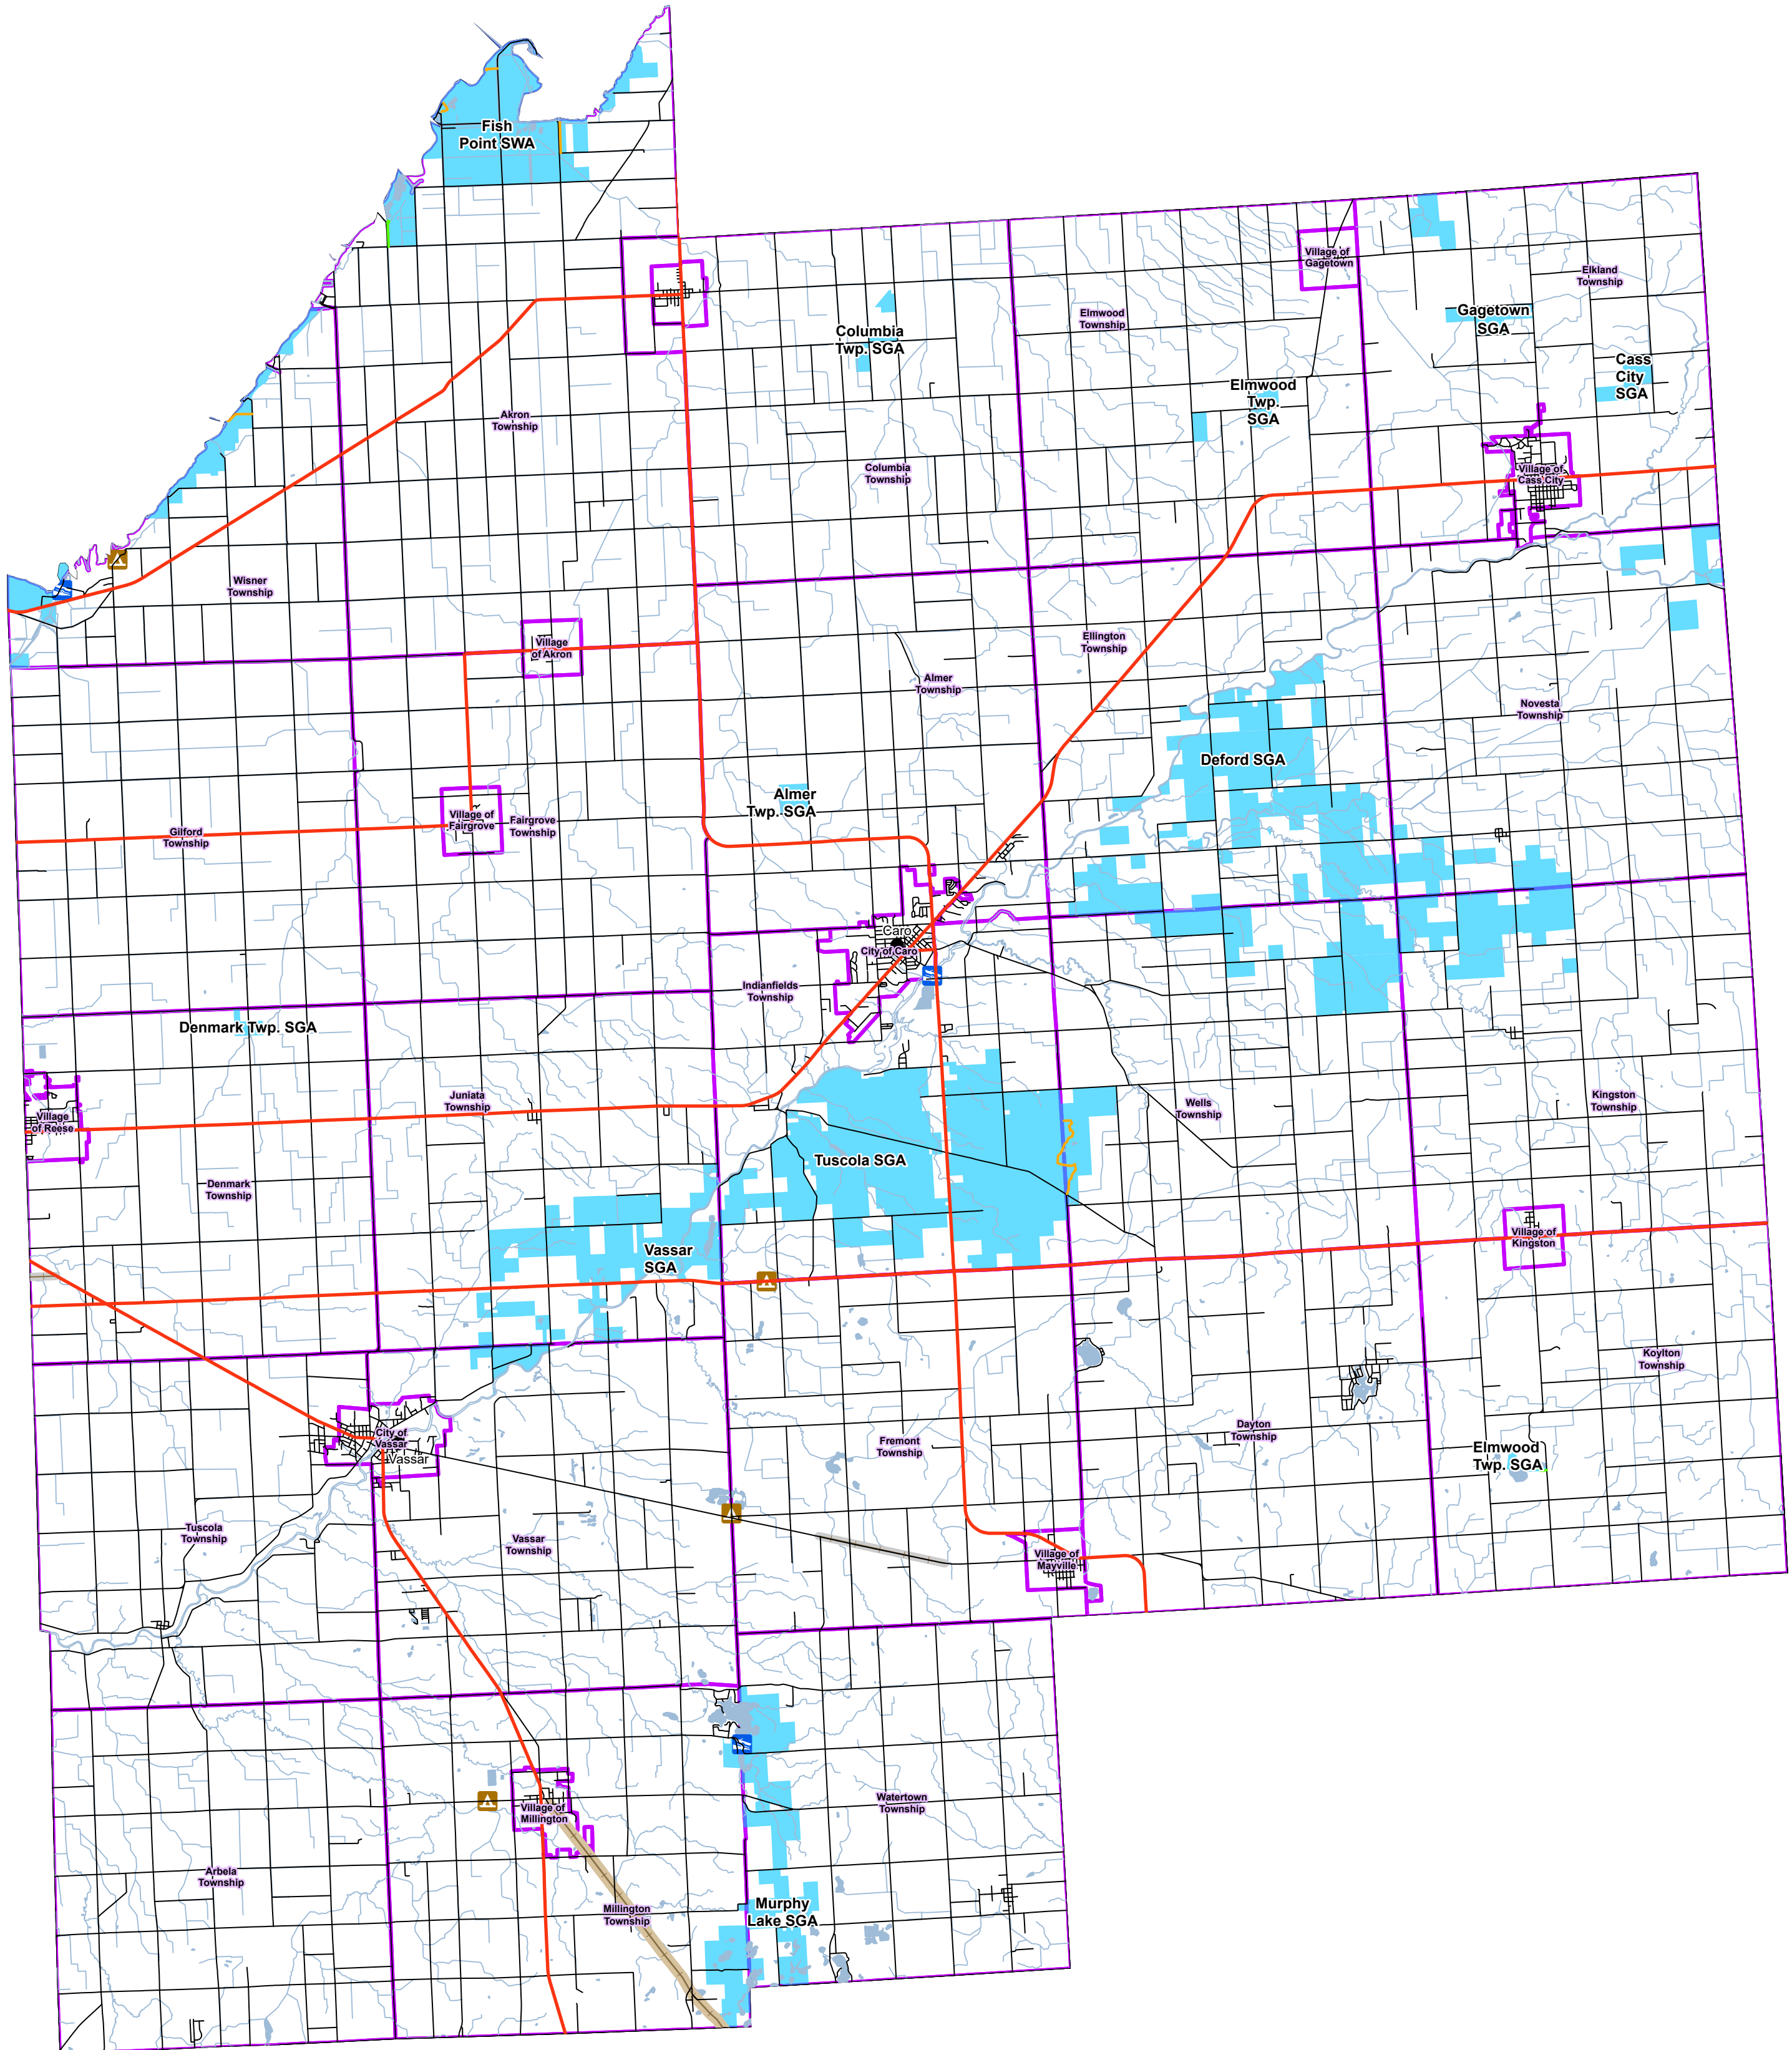 Fish
Point SWA
Village of
Gagetown
Elkland
Township
Gagetown
SGA
Elmwood
Township
Columbia
Twp. SGA
Cass
City
SGA
Elmwood
Twp.
SGA
Akron
Township
Columbia
Township
Village of
Cass City
Wisner
Township
Village
of Akron
Ellington
Township
Almer
Township
Novesta
Township
Deford SGA
Almer
Twp. SGA
Village of
Fairgrove
Fairgrove
Township
Gilford
Township
Caro
City of Caro
Indianfields
Township
Denmark Twp. SGA
Juniata
Township
Wells
Township
Kingston
Township
Village
of Reese
Tuscola SGA
Denmark
Township
Vassar
SGA
Village of
Kingston
Koylton
Township
City of
Vassar
Vassar
Fremont
Township
Dayton
Township
Elmwood
Twp. SGA
Tuscola
Township
Vassar
Township
Village of
Mayville
Village of
Millington
Watertown
Township
Arbela
Township
Millington
Township
Murphy
Lake SGA